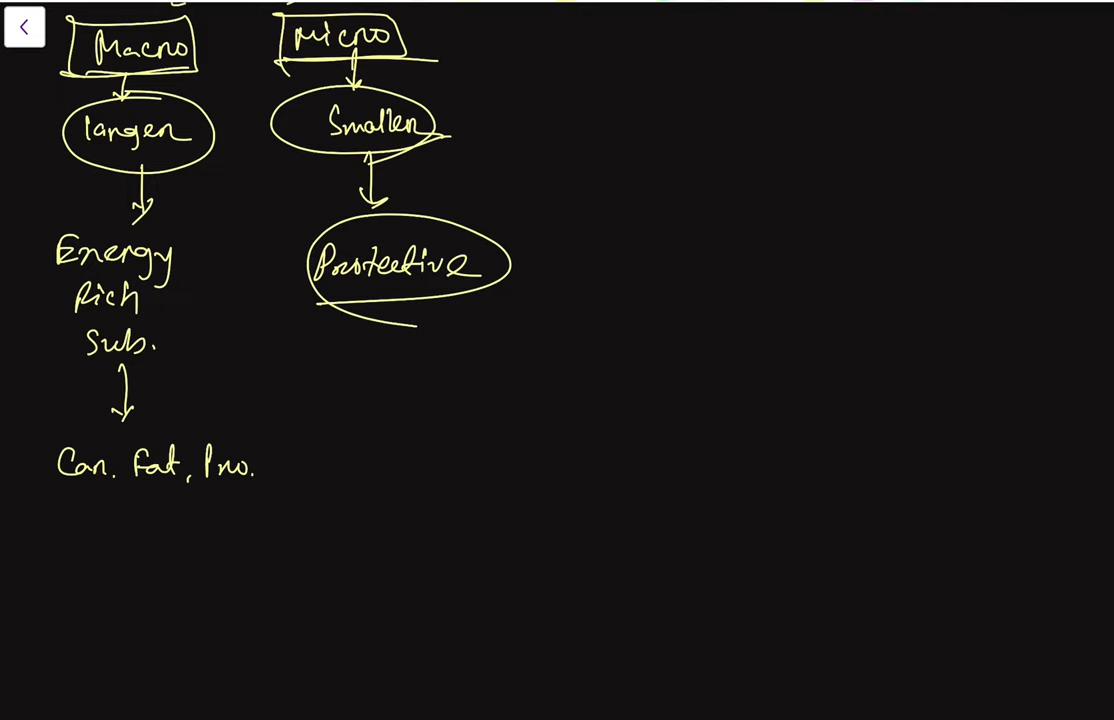 Macro
Micro
larger
Smaller
Energy
Rich
Sub.
Protective
Car. Fat, Pro.